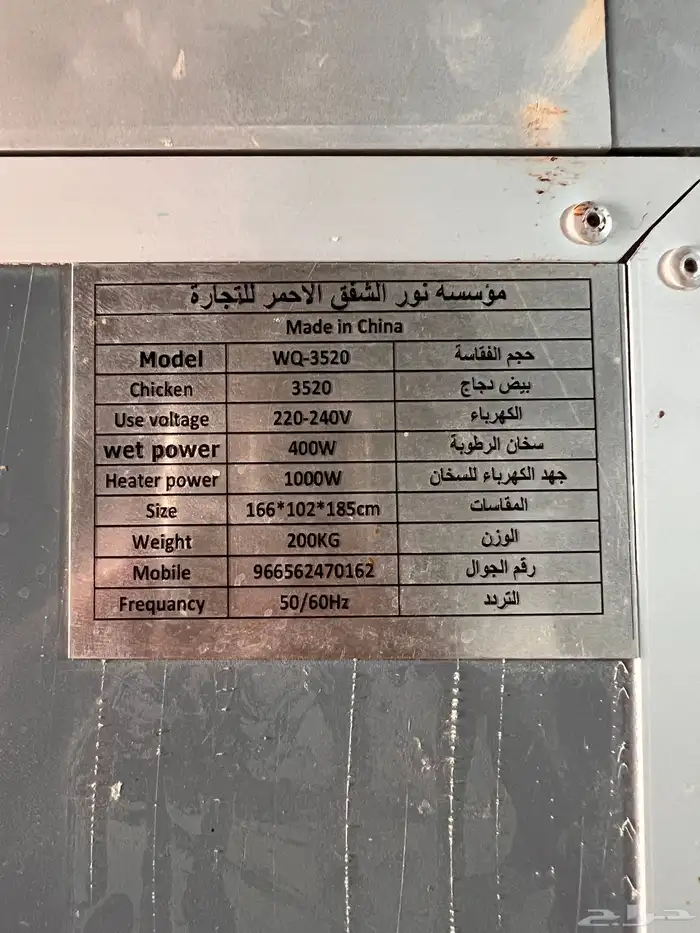 مؤسسه نور الشفق الاحمر للتجارة
Made in China
Model WQ-3520 حجم الفقاسة
Chicken 3520 بيض دجاج
Use voltage 220-240V الكهرباء
wet power 400W سخان الرطوبة
Heater power 1000W جهد الكهرباء للسخان
Size 166*102*185cm المقاسات
Weight 200KG الوزن
Mobile 966562470162 رقم الجوال
Frequancy 50/60Hz التردد
حراج